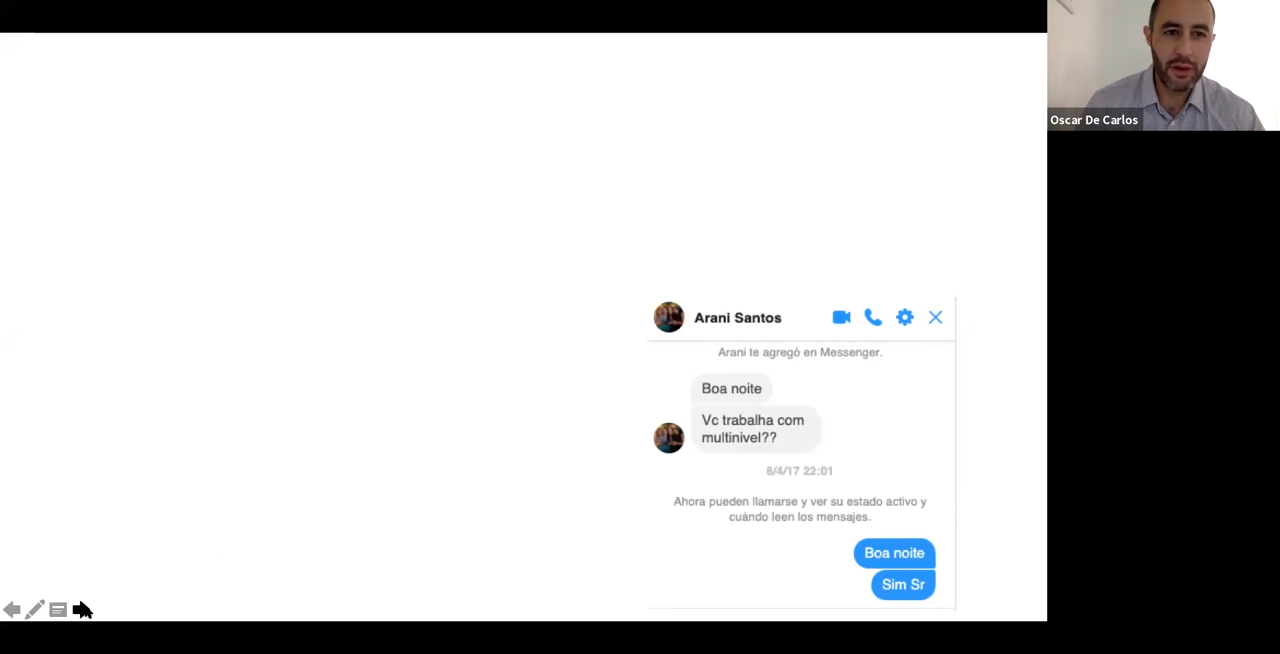 Oscar De Carlos
Arani Santos
Arani te agregó en Messenger.
Boa noite
Vc trabalha com
multinivel??
8/4/17 22:01
Ahora pueden llamarse y ver su estado activo y
cuándo leen los mensajes.
Boa noite
Sim Sr